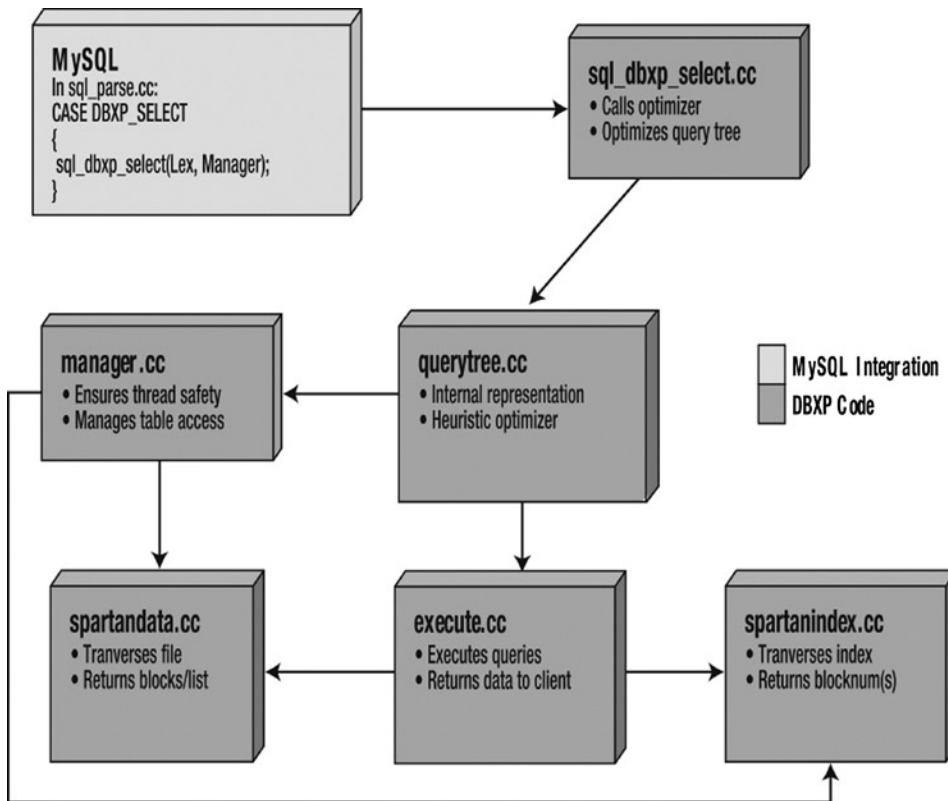 MySQL
In sql_parse.cc:
CASE DBXP_SELECT
{
sql_dbxp_select(Lex, Manager);
}
sql_dbxp_select.cc
• Calls optimizer
• Optimizes query tree
manager.cc
• Ensures thread safety
• Manages table access
querytree.cc
• Internal representation
• Heuristic optimizer
MySQL Integration
DBXP Code
spartandata.cc
• Tranverses file
• Returns blocks/list
execute.cc
• Executes queries
• Returns data to client
spartanindex.cc
• Tranverses index
• Returns blocknum(s)